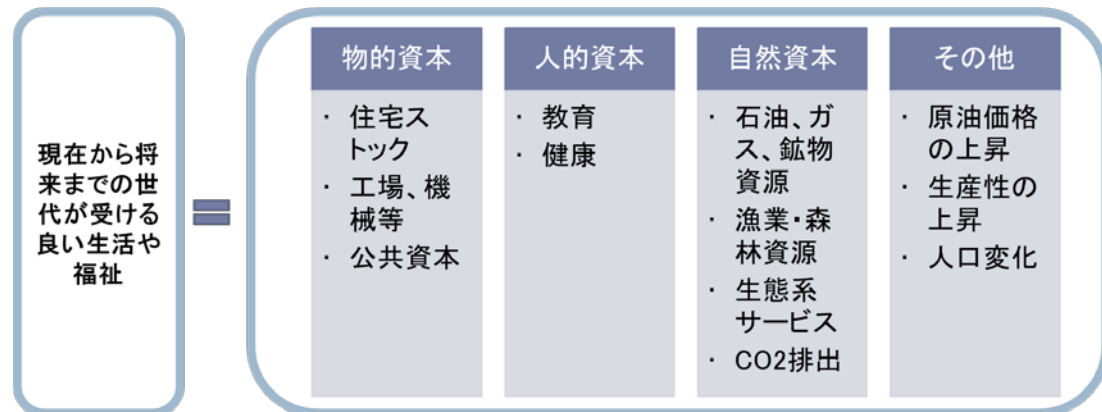 現在から将
来までの世
代が受ける
良い生活や
福祉
物的資本
・ 住宅ス
トック
・ 工場、機
械等
・ 公共資本
人的資本
・ 教育
・ 健康
自然資本
・ 石油、ガ
ス、鉱物
資源
・ 漁業・森
林資源
・ 生態系
サービス
・ CO2排出
その他
・ 原油価格
の上昇
・ 生産性の
上昇
・ 人口変化